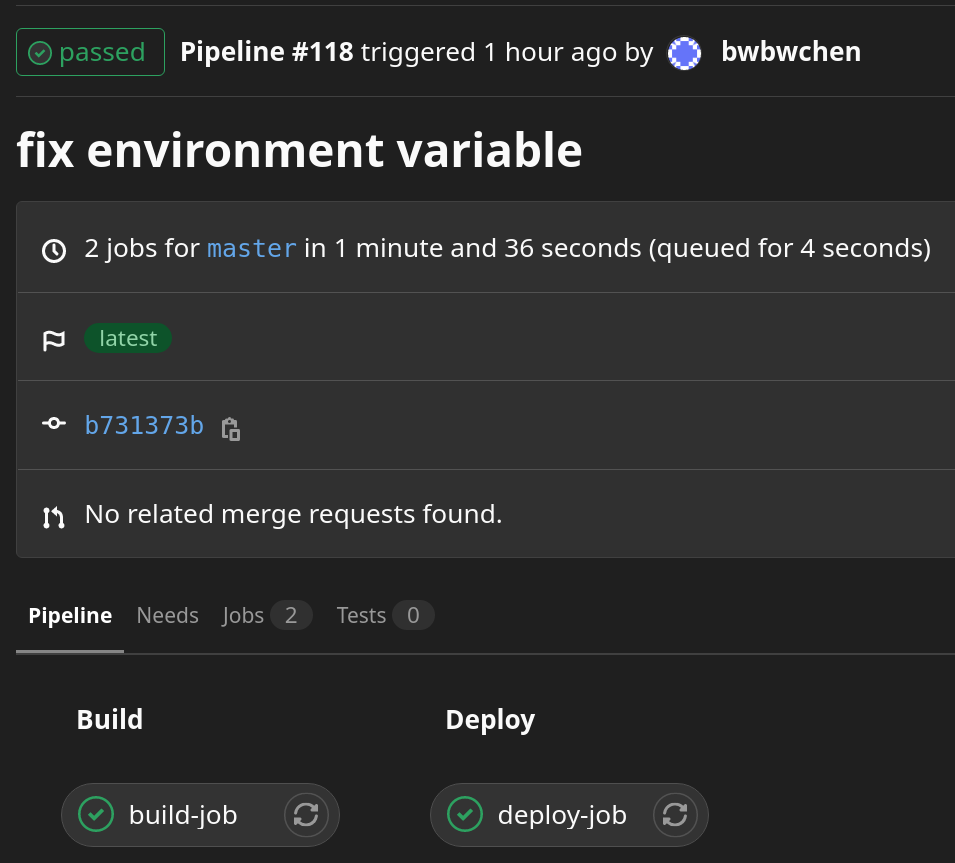 passed Pipeline #118 triggered 1 hour ago by bwbwchen
fix environment variable
2 jobs for master in 1 minute and 36 seconds (queued for 4 seconds)
latest
b731373b
No related merge requests found.
Pipeline Needs Jobs 2 Tests 0
Build Deploy
build-job deploy-job